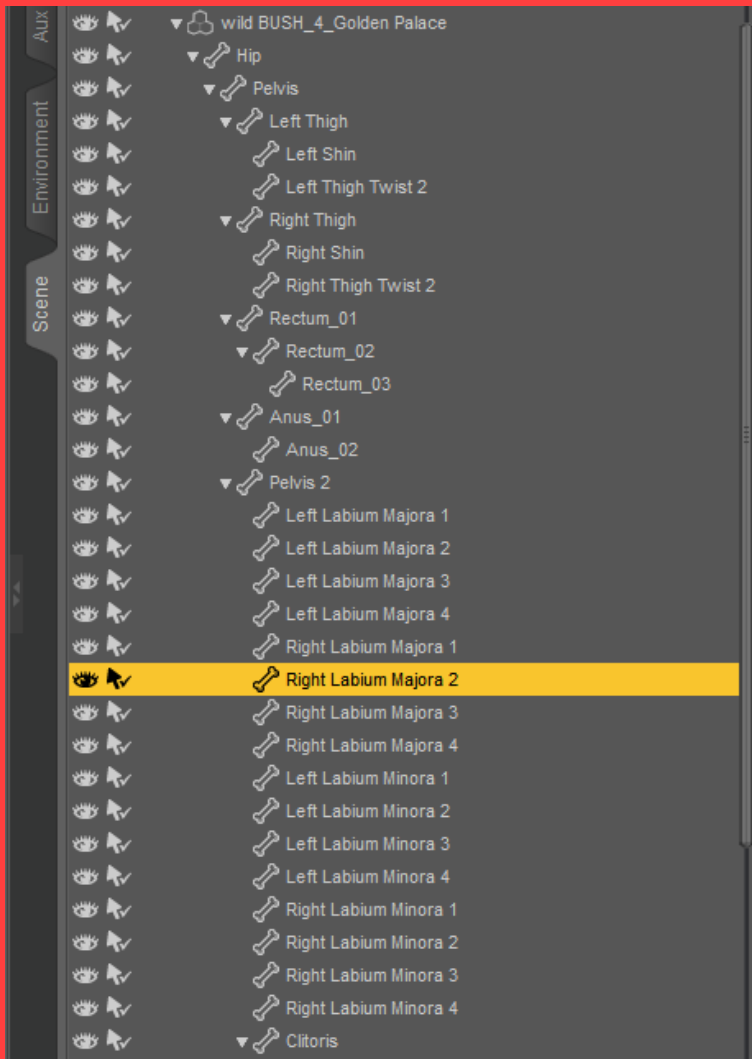 Aux
Environment
Scene
wild BUSH_4_Golden Palace
Hip
Pelvis
Left Thigh
Left Shin
Left Thigh Twist 2
Right Thigh
Right Shin
Right Thigh Twist 2
Rectum_01
Rectum_02
Rectum_03
Anus_01
Anus_02
Pelvis 2
Left Labium Majora 1
Left Labium Majora 2
Left Labium Majora 3
Left Labium Majora 4
Right Labium Majora 1
Right Labium Majora 2
Right Labium Majora 3
Right Labium Majora 4
Left Labium Minora 1
Left Labium Minora 2
Left Labium Minora 3
Left Labium Minora 4
Right Labium Minora 1
Right Labium Minora 2
Right Labium Minora 3
Right Labium Minora 4
Clitoris